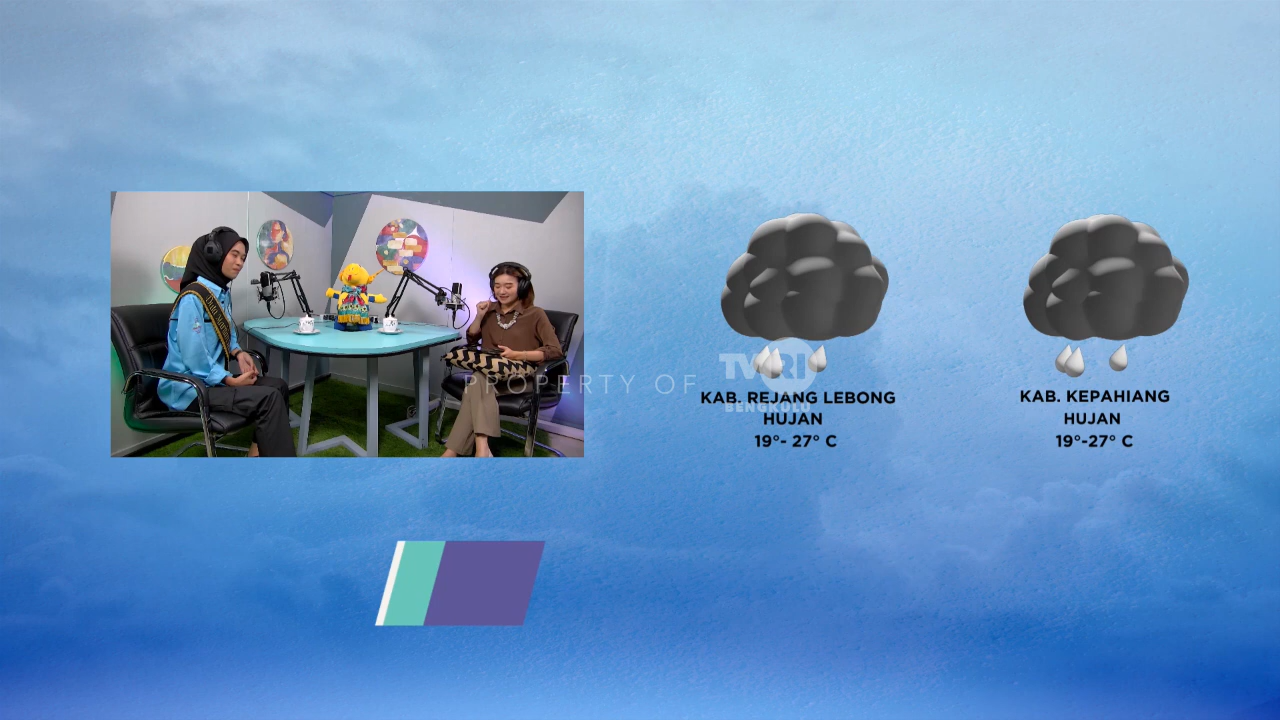 PROPERTY OF
TVRI
BENGKULU
KAB. REJANG LEBONG
HUJAN
19°- 27° C
KAB. KEPAHIANG
HUJAN
19°-27° C